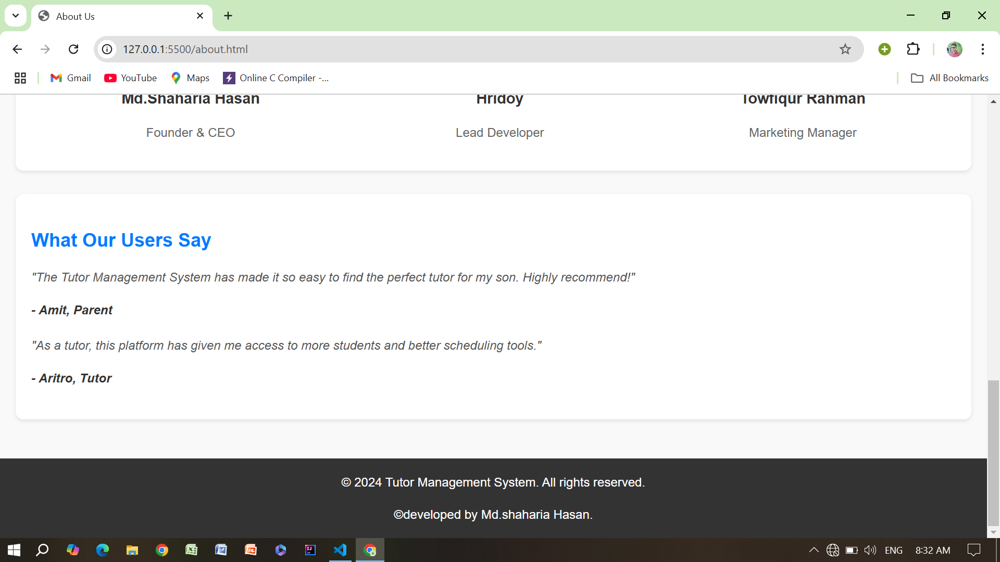 About Us
127.0.0.1:5500/about.html
Gmail YouTube Maps Online C Compiler -... All Bookmarks
Md.Shaharia Hasan Hridoy Towfiqur Rahman
Founder & CEO Lead Developer Marketing Manager
What Our Users Say
"The Tutor Management System has made it so easy to find the perfect tutor for my son. Highly recommend!"
- Amit, Parent
"As a tutor, this platform has given me access to more students and better scheduling tools."
- Aritro, Tutor
© 2024 Tutor Management System. All rights reserved.
©developed by Md.shaharia Hasan.
ENG 8:32 AM